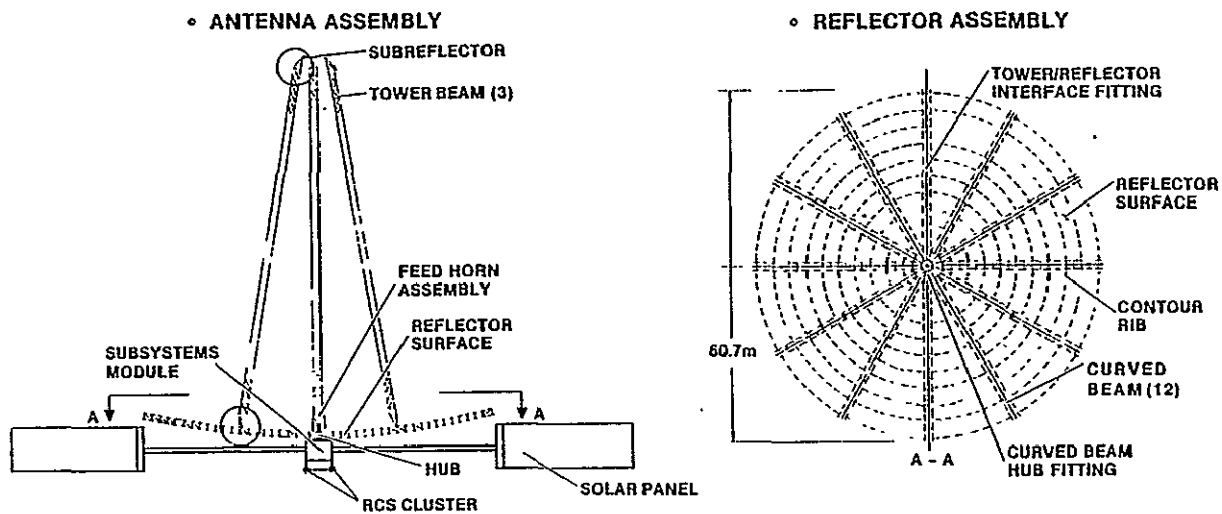 ◦ ANTENNA ASSEMBLY
SUBREFLECTOR
TOWER BEAM (3)
FEED HORN
ASSEMBLY
REFLECTOR
SURFACE
SUBSYSTEMS
MODULE
A
A
HUB
RCS CLUSTER
SOLAR PANEL
◦ REFLECTOR ASSEMBLY
TOWER/REFLECTOR
INTERFACE FITTING
REFLECTOR
SURFACE
CONTOUR
RIB
60.7m
CURVED
BEAM (12)
A - A
CURVED BEAM
HUB FITTING